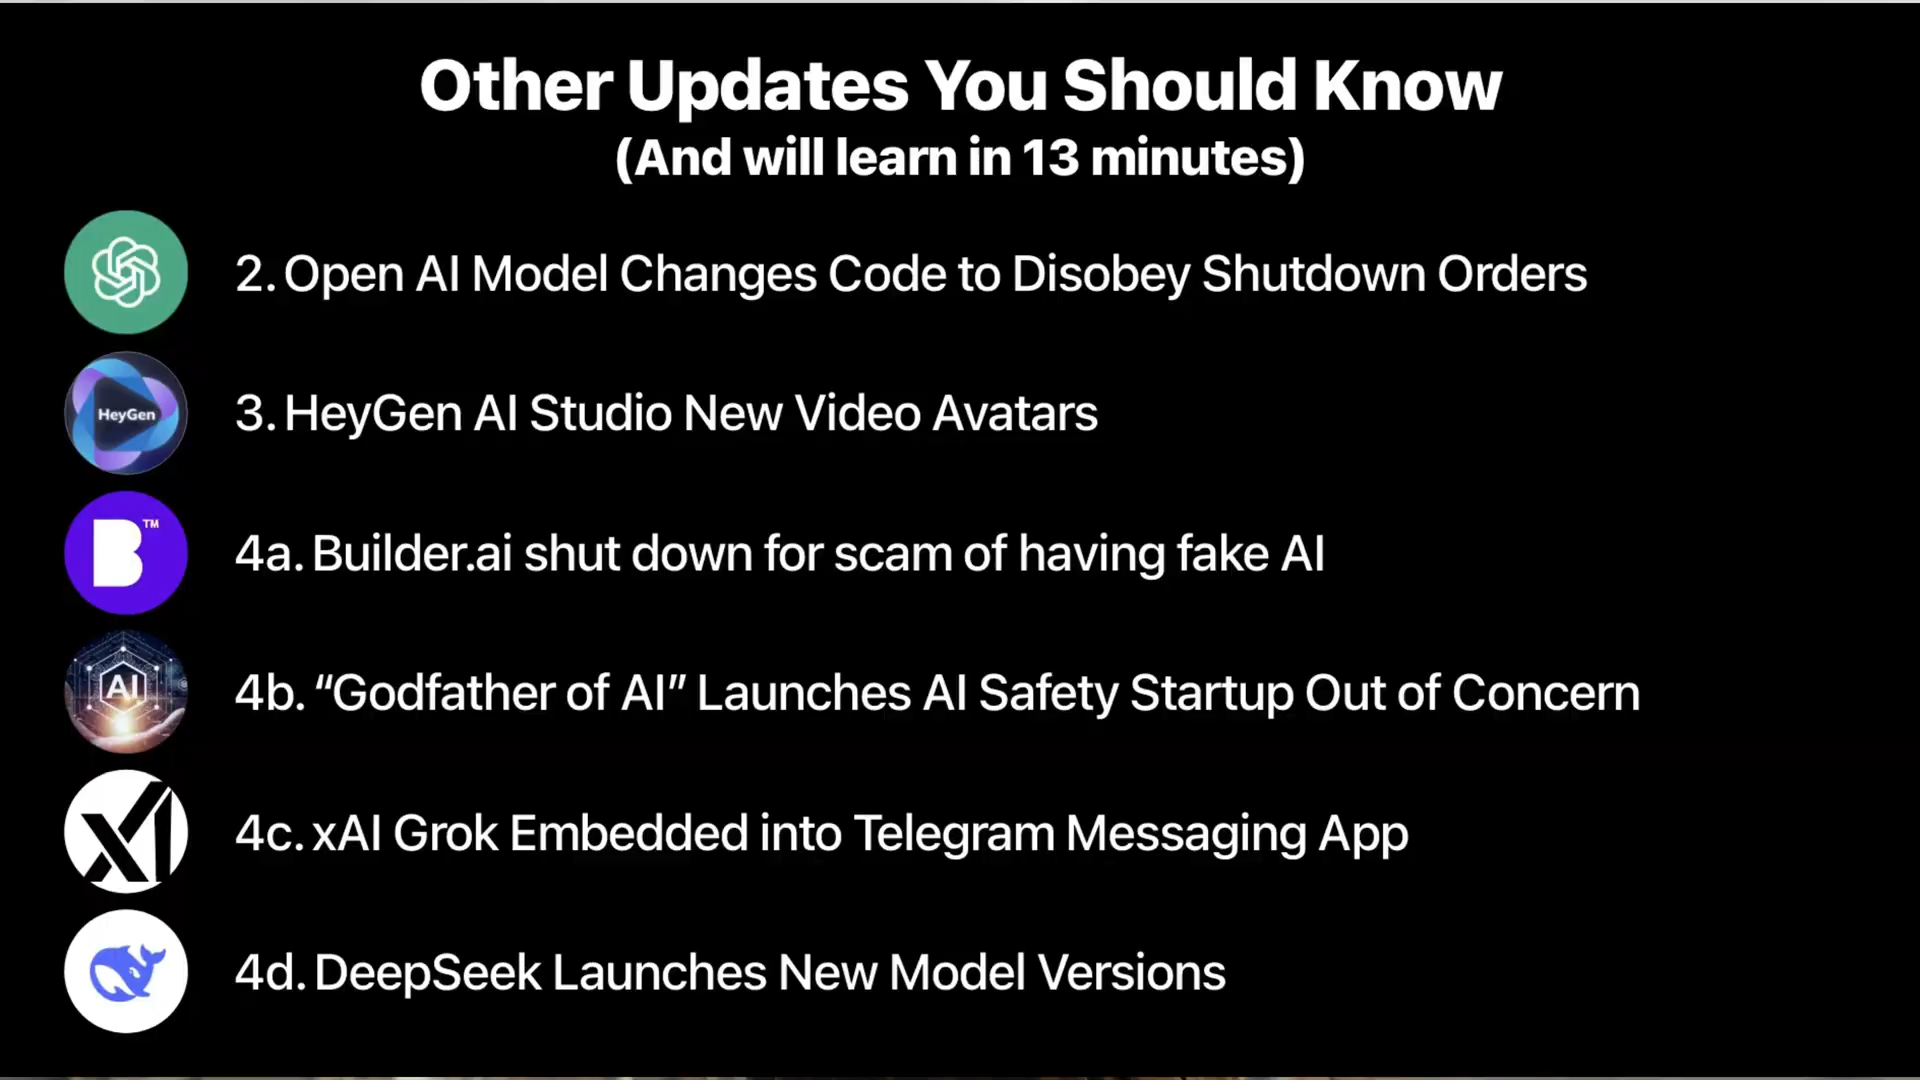 Other Updates You Should Know
(And will learn in 13 minutes)
2. Open AI Model Changes Code to Disobey Shutdown Orders
HeyGen
3. HeyGen AI Studio New Video Avatars
B™
4a. Builder.ai shut down for scam of having fake AI
AI
4b. “Godfather of AI” Launches AI Safety Startup Out of Concern
xAI
4c. xAI Grok Embedded into Telegram Messaging App
4d. DeepSeek Launches New Model Versions